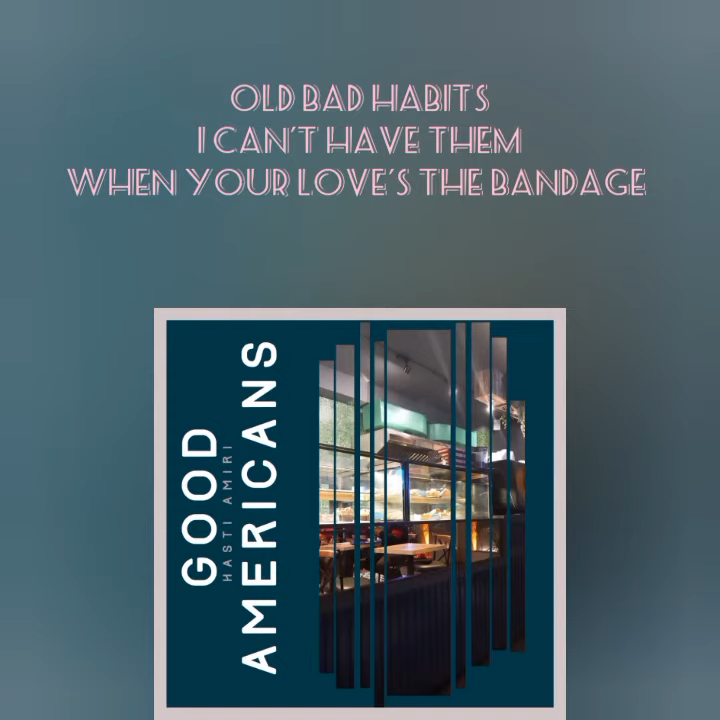 OLD BAD HABITS
I CAN'T HAVE THEM
WHEN YOUR LOVE'S THE BANDAGE
GOOD
HASTI AMIRI
AMERICANS